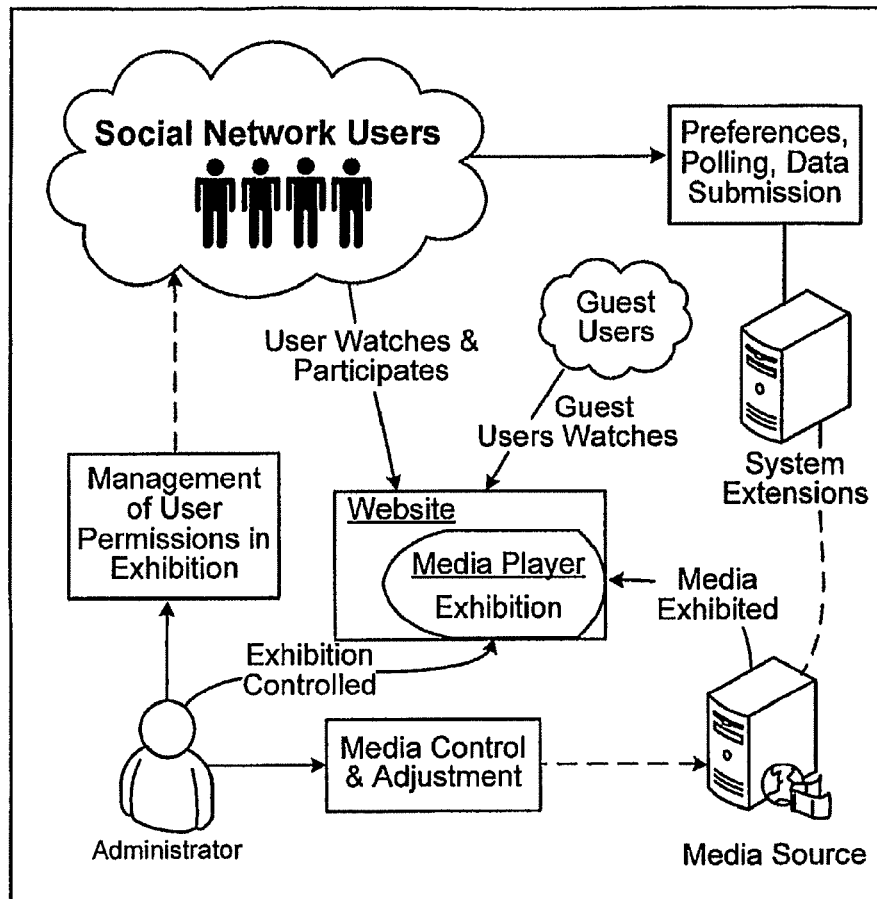 Social Network Users
Preferences,
Polling, Data
Submission
Guest
Users
User Watches &
Participates
Guest
Users Watches
System
Extensions
Management
of User
Permissions in
Exhibition
Website
Media Player
Exhibition
Media
Exhibited
Exhibition
Controlled
Media Control
& Adjustment
Administrator
Media Source